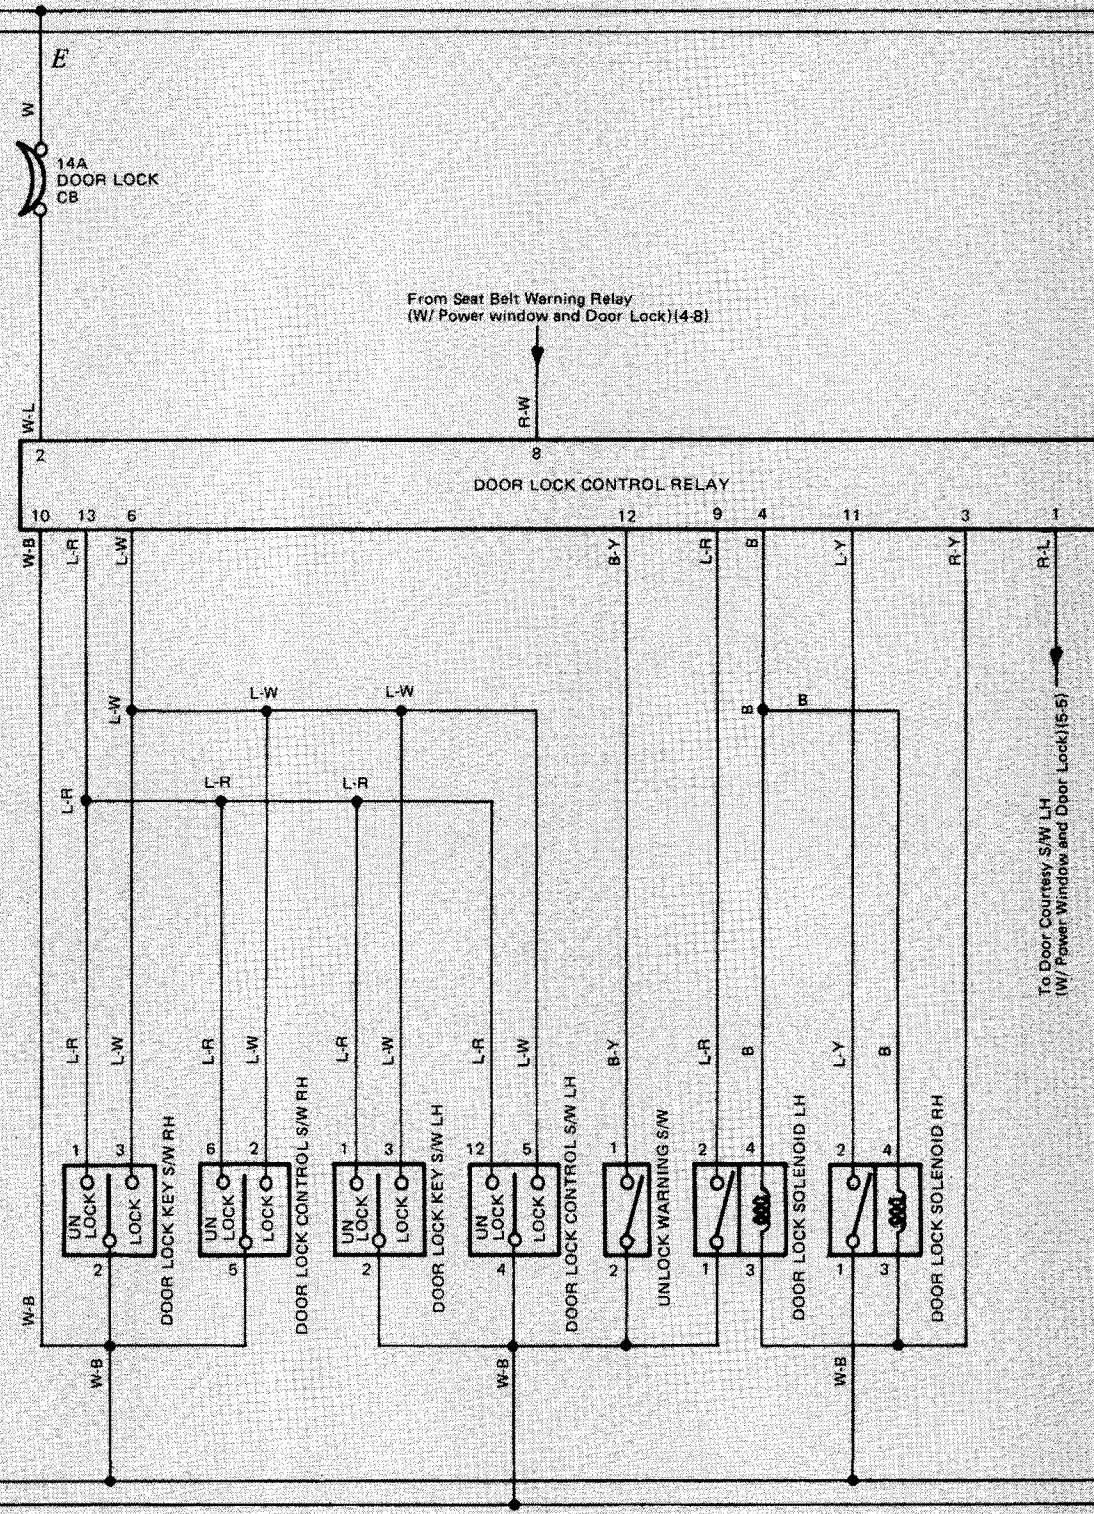 E
W
14A
DOOR LOCK
CB
From Seat Belt Warning Relay
(W/ Power window and Door Lock)(4-8)
W-L
R-W
2
8
DOOR LOCK CONTROL RELAY
10 13 6 12 9 4 11 3 1
W-B L-R L-W B-Y L-R B L-Y R-Y R-L
L-W L-W L-W B B
L-R L-R L-R
To Door Courtesy S/W LH
(W/ Power Window and Door Lock)(5-5)
L-R L-W L-R L-W L-R L-W L-R L-W B-Y L-R B L-Y B
1 3 6 2 1 3 12 5 1 2 4 2 4
UN
LOCK
LOCK
DOOR LOCK KEY S/W RH
UN
LOCK
LOCK
DOOR LOCK CONTROL S/W RH
UN
LOCK
LOCK
DOOR LOCK KEY S/W LH
UN
LOCK
LOCK
DOOR LOCK CONTROL S/W LH
UNLOCK WARNING S/W
DOOR LOCK SOLENOID LH
DOOR LOCK SOLENOID RH
2 5 2 4 2 1 3 1 3
W-B
W-B W-B W-B